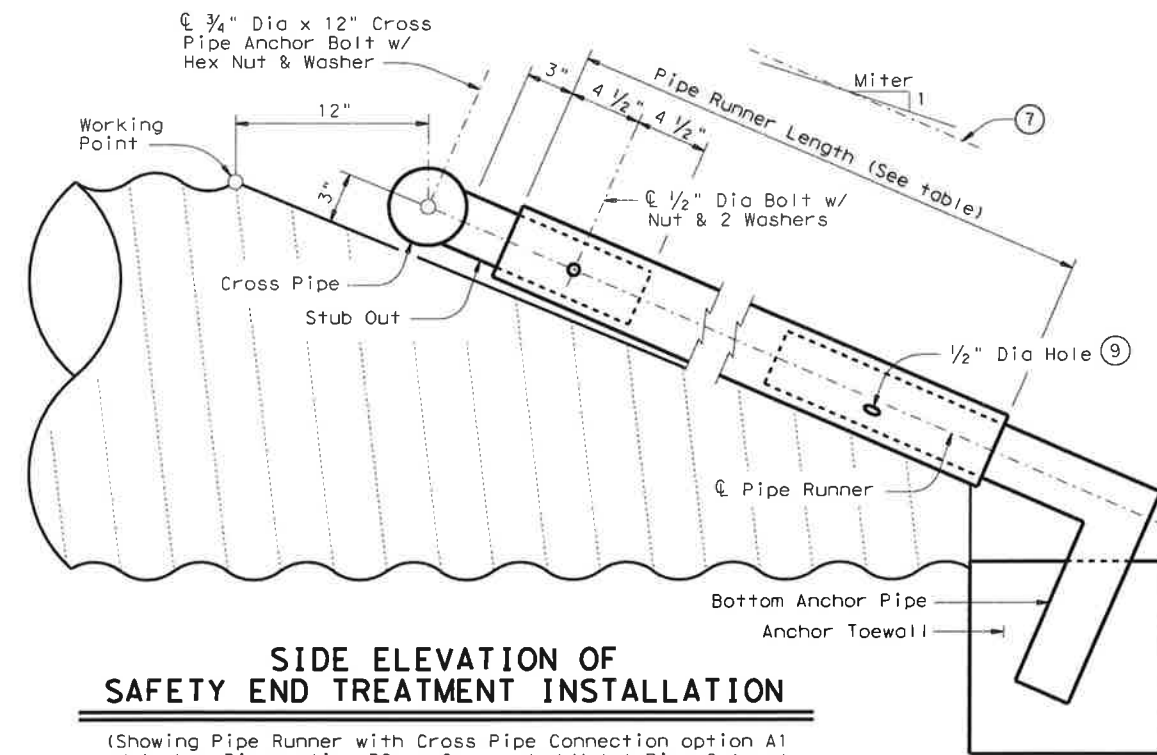 ℄ 3/4" Dia x 12" Cross
Pipe Anchor Bolt w/
Hex Nut & Washer
12"
Working
Point
3"
3"
4 1/2"
4 1/2"
Pipe Runner Length (See table)
Miter
1
7
℄ 1/2" Dia Bolt w/
Nut & 2 Washers
Cross Pipe
Stub Out
1/2" Dia Hole 9
℄ Pipe Runner
Bottom Anchor Pipe
Anchor Toewall
SIDE ELEVATION OF
SAFETY END TREATMENT INSTALLATION
(Showing Pipe Runner with Cross Pipe Connection option A1